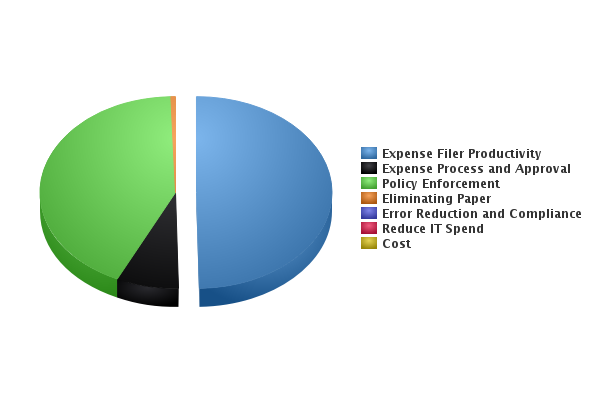 Expense Filer Productivity
Expense Process and Approval
Policy Enforcement
Eliminating Paper
Error Reduction and Compliance
Reduce IT Spend
Cost